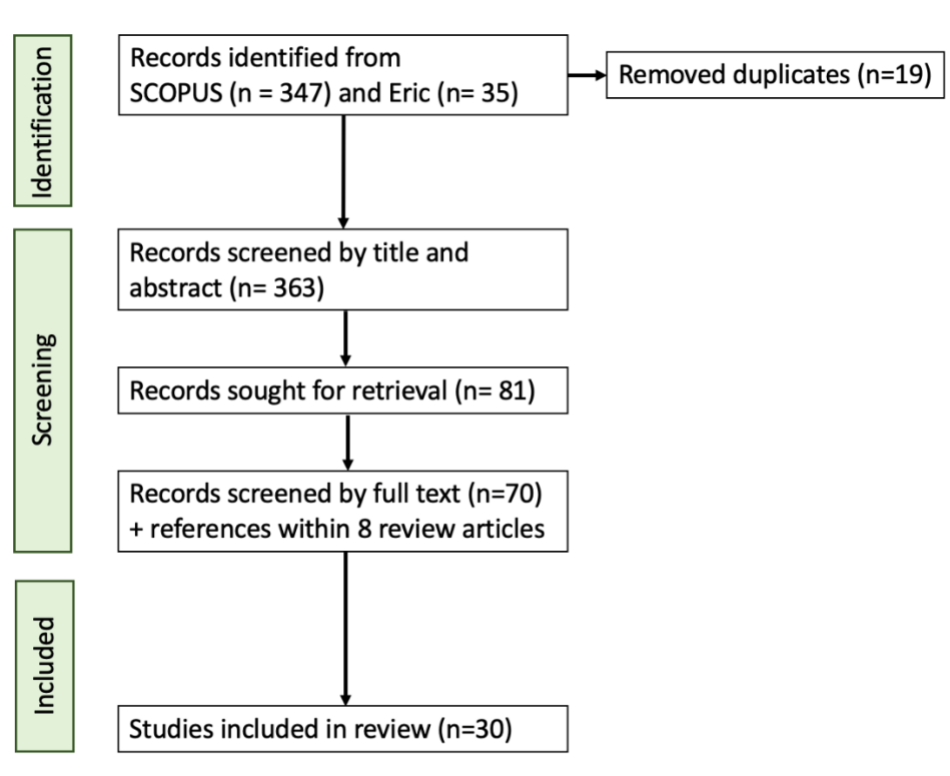 Identification
Records identified from
SCOPUS (n = 347) and Eric (n= 35)
Removed duplicates (n=19)
Screening
Records screened by title and
abstract (n= 363)
Records sought for retrieval (n= 81)
Records screened by full text (n=70)
+ references within 8 review articles
Included
Studies included in review (n=30)